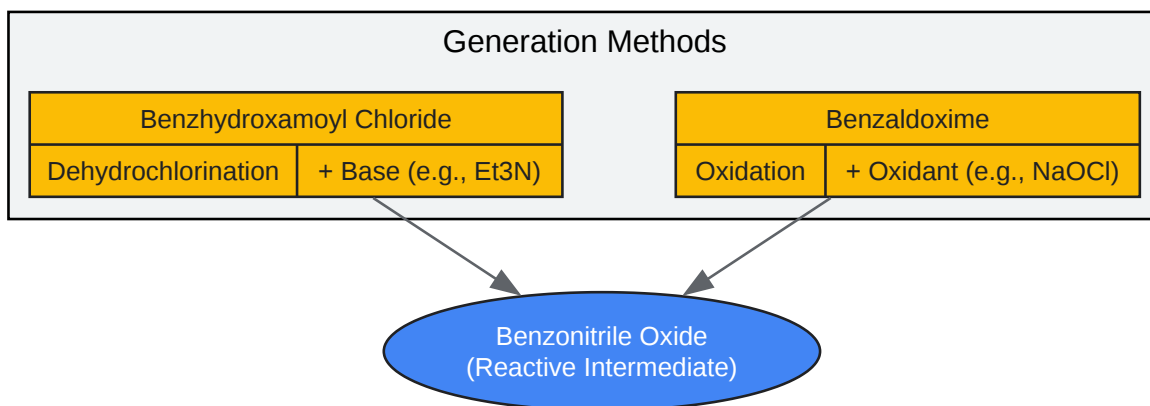 Generation Methods
Benzhydroxamoyl Chloride
Dehydrochlorination
+ Base (e.g., Et3N)
Benzaldoxime
Oxidation
+ Oxidant (e.g., NaOCl)
Benzonitrile Oxide
(Reactive Intermediate)